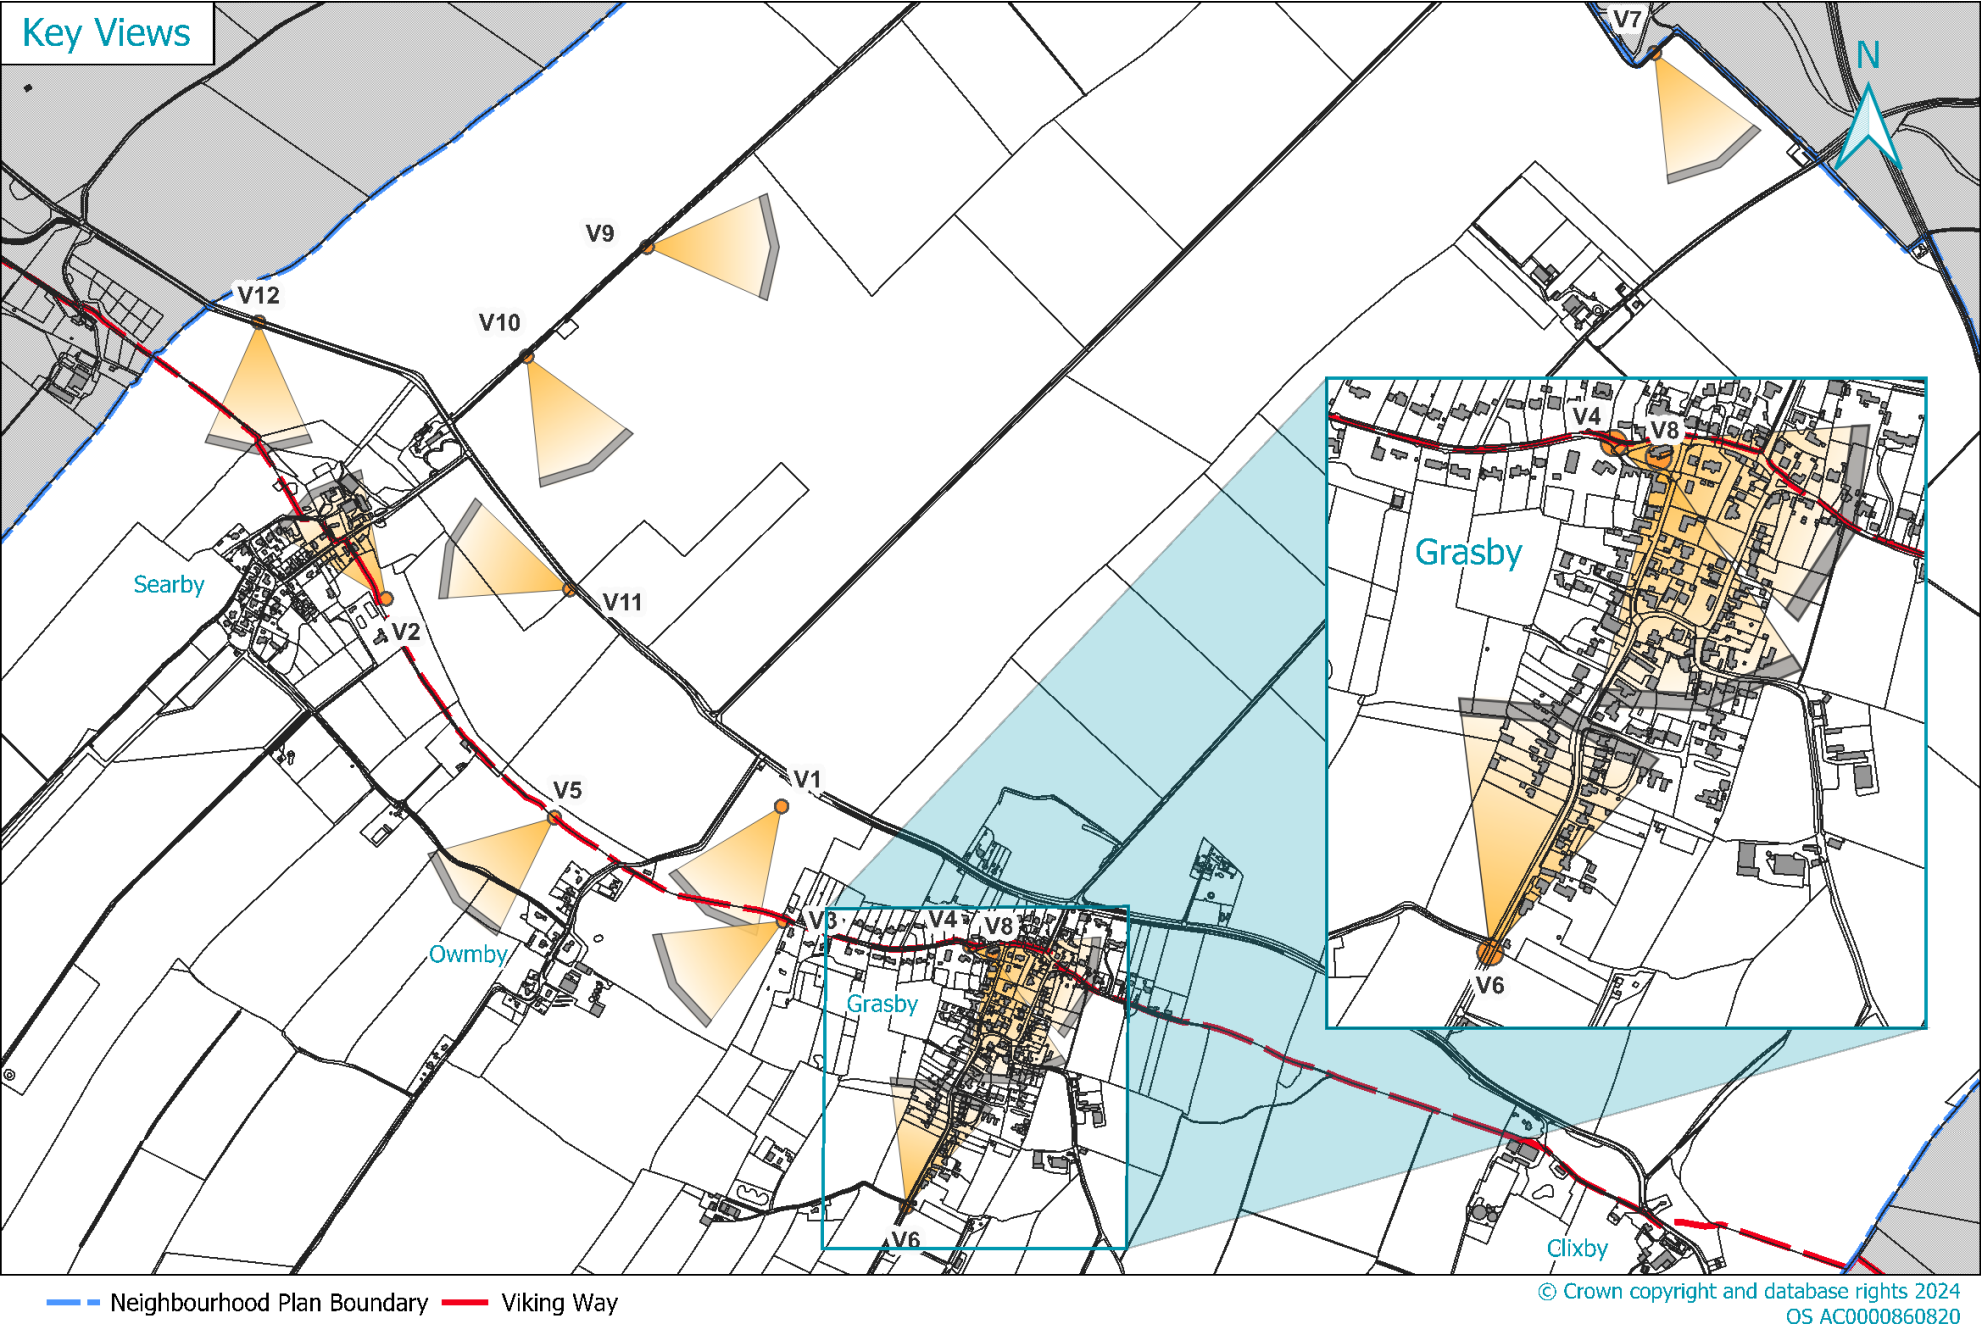 Key Views
V7
N
V9
V12
V10
V4
V8
Grasby
Searby
V11
V2
V1
V5
V3
V4
V8
Owmby
V6
Grasby
V6
Clixby
Neighbourhood Plan Boundary
Viking Way
© Crown copyright and database rights 2024
OS AC0000860820